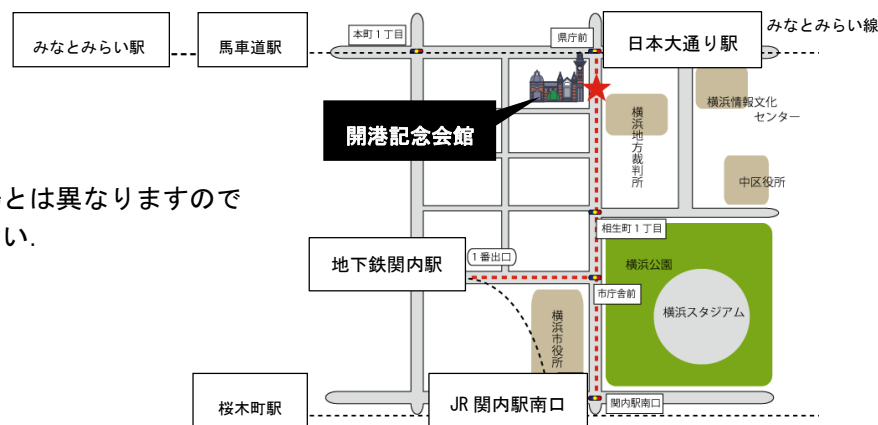 みなとみらい線
本町1丁目
県庁前
みなとみらい駅
馬車道駅
日本大通り駅
開港記念会館
横浜地方裁判所
横浜情報文化
センター
中区役所
とは異なりますので
い.
相生町1丁目
1番出口
地下鉄関内駅
横浜公園
市庁舎前
横浜スタジアム
横浜市役所
桜木町駅
JR関内駅南口
関内駅南口